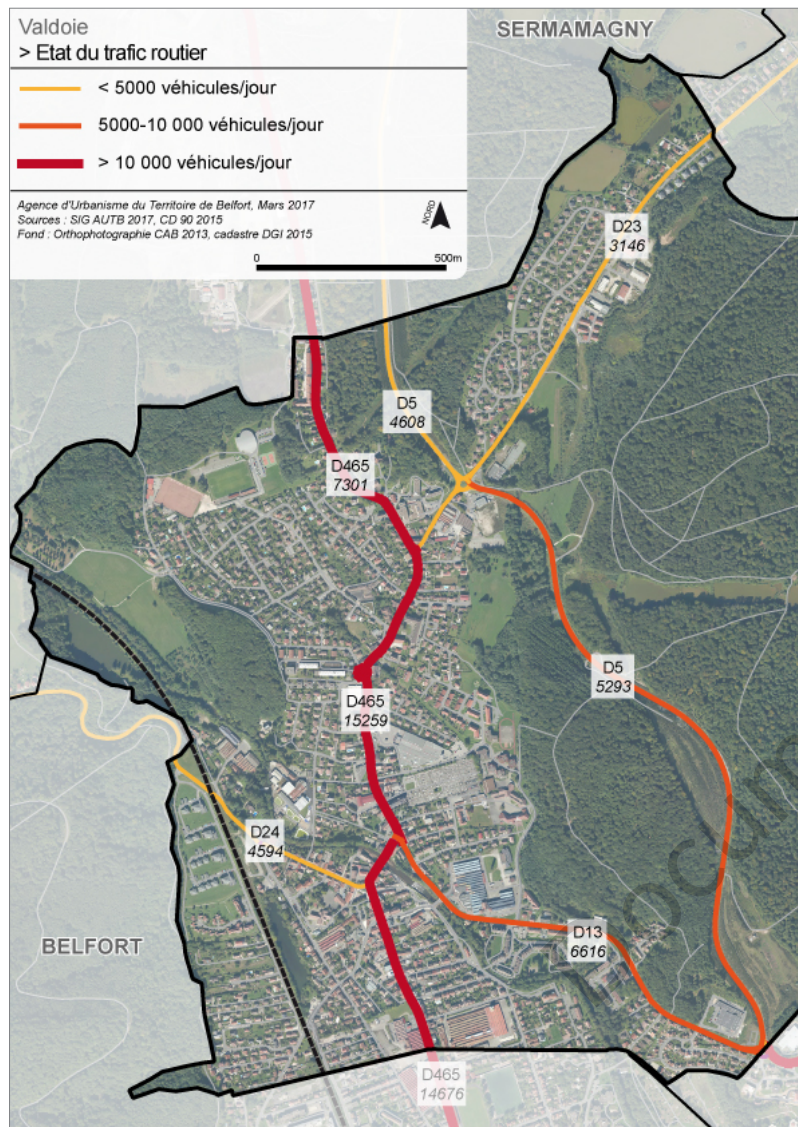 Valdoie
> Etat du trafic routier
< 5000 véhicules/jour
5000-10 000 véhicules/jour
> 10 000 véhicules/jour
Agence d'Urbanisme du Territoire de Belfort, Mars 2017
Sources : SIG AUTB 2017, CD 90 2015
Fond : Orthophotographie CAB 2013, cadastre DGI 2015
NORD
0 500m
SERMAMAGNY
D23
3146
D5
4608
D465
7301
D5
5293
D465
15259
D24
4594
D13
6616
BELFORT
D465
14676